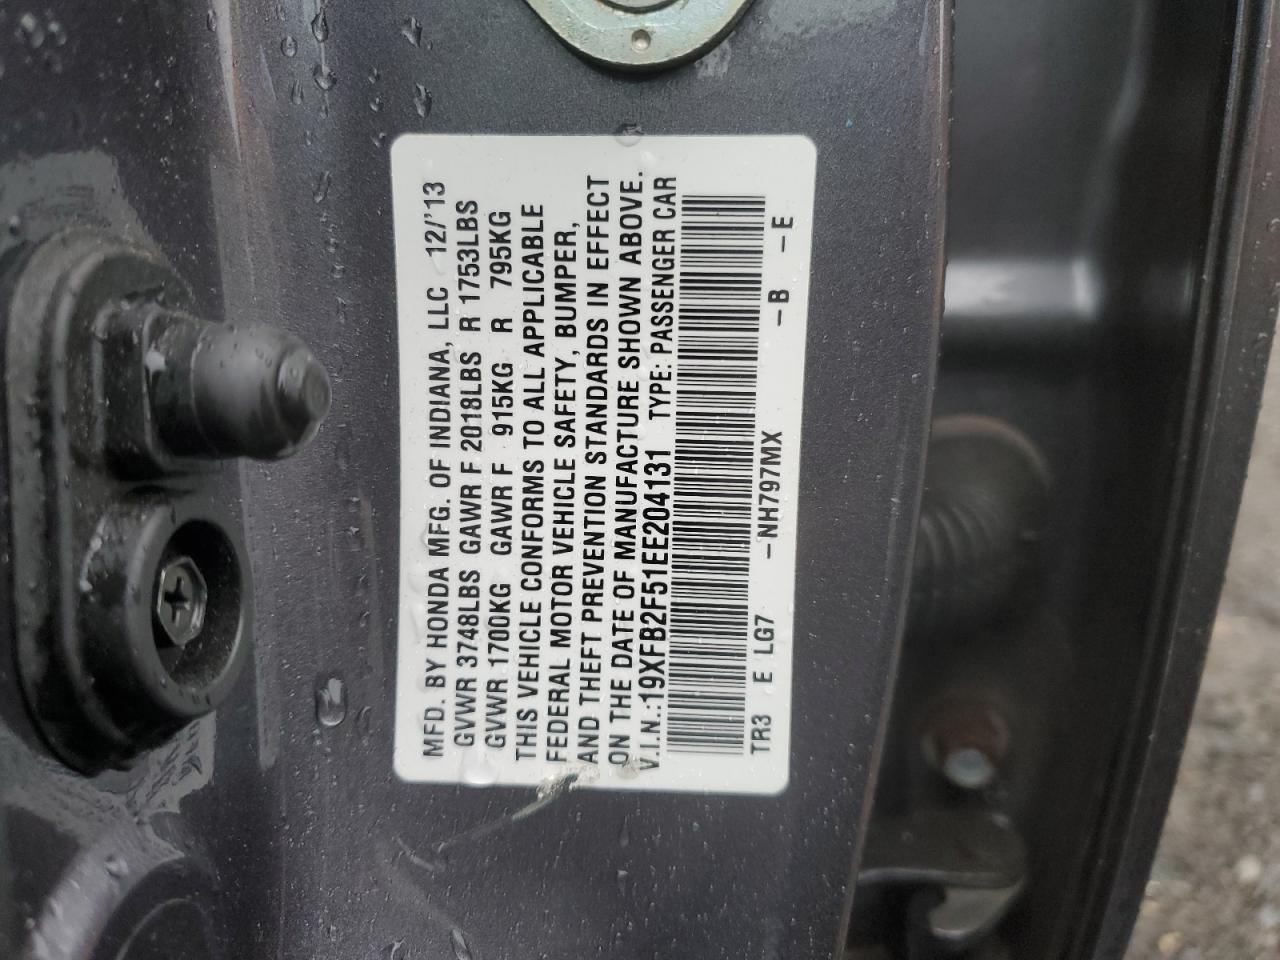 MFD. BY HONDA MFG. OF INDIANA, LLC 12/'13
GVWR 3748LBS GAWR F 2018LBS R 1753LBS
GVWR 1700KG GAWR F 915KG R 795KG
THIS VEHICLE CONFORMS TO ALL APPLICABLE
FEDERAL MOTOR VEHICLE SAFETY, BUMPER,
AND THEFT PREVENTION STANDARDS IN EFFECT
ON THE DATE OF MANUFACTURE SHOWN ABOVE.
V.I.N.:19XFB2F51EE204131 TYPE: PASSENGER CAR
TR3 E LG7 -NH797MX -B -E